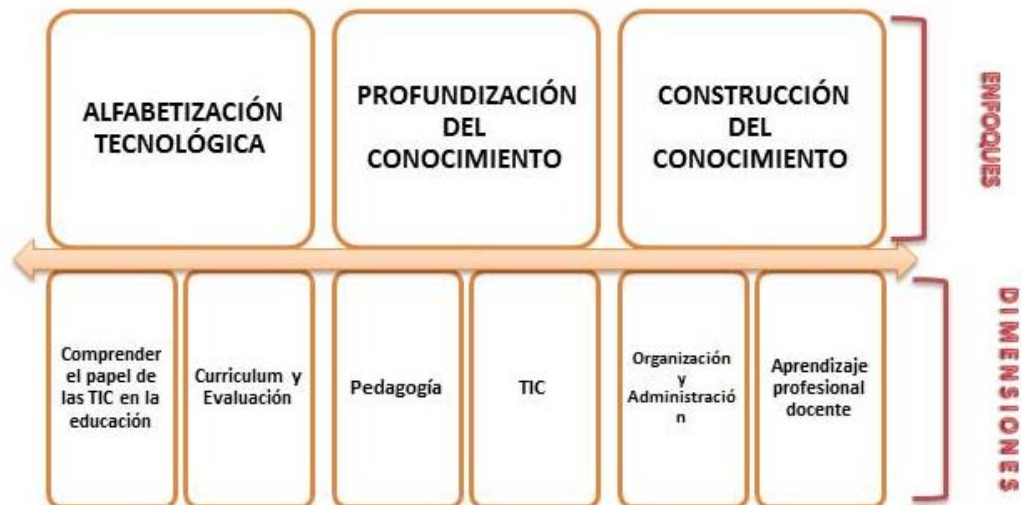 ALFABETIZACIÓN
TECNOLÓGICA
PROFUNDIZACIÓN
DEL
CONOCIMIENTO
CONSTRUCCIÓN
DEL
CONOCIMIENTO
ENFOQUES
Comprender
el papel de
las TIC en la
educación
Curriculum y
Evaluación
Pedagogía
TIC
Organización
y
Administració
n
Aprendizaje
profesional
docente
DIMENSIONES